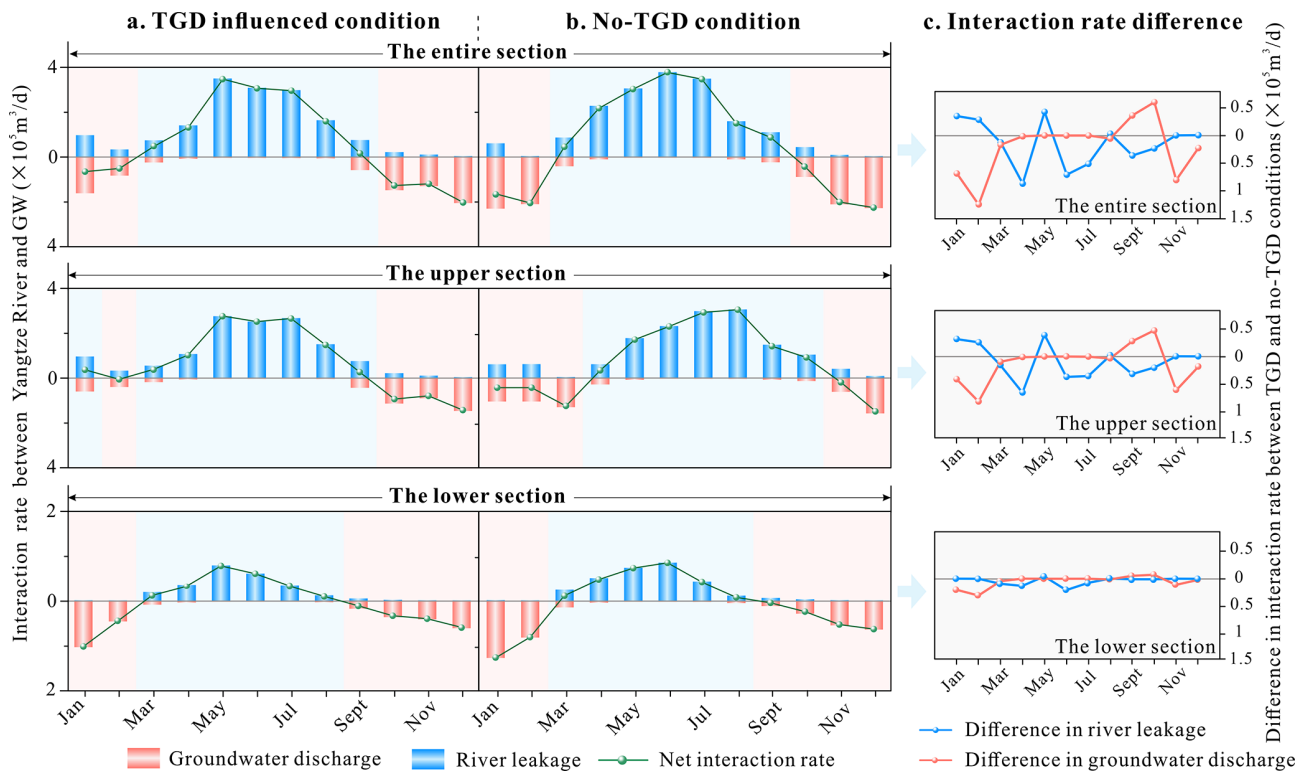 a. TGD influenced condition
b. No-TGD condition
c. Interaction rate difference
Interaction rate between Yangtze River and GW (×10⁵m³/d)
The entire section
4
2
0
2
4
The upper section
4
2
0
2
4
The lower section
2
0
2
Jan
Mar
May
Jul
Sept
Nov
Jan
Mar
May
Jul
Sept
Nov
0.5
0
0.5
1
1.5
The entire section
Jan
Mar
May
Jul
Sept
Nov
0.5
0
0.5
1
1.5
The upper section
Jan
Mar
May
Jul
Sept
Nov
0.5
0
0.5
1
1.5
The lower section
Jan
Mar
May
Jul
Sept
Nov
Difference in interaction rate between TGD and no-TGD conditions (×10⁵m³/d)
Groundwater discharge
River leakage
Net interaction rate
Difference in river leakage
Difference in groundwater discharge